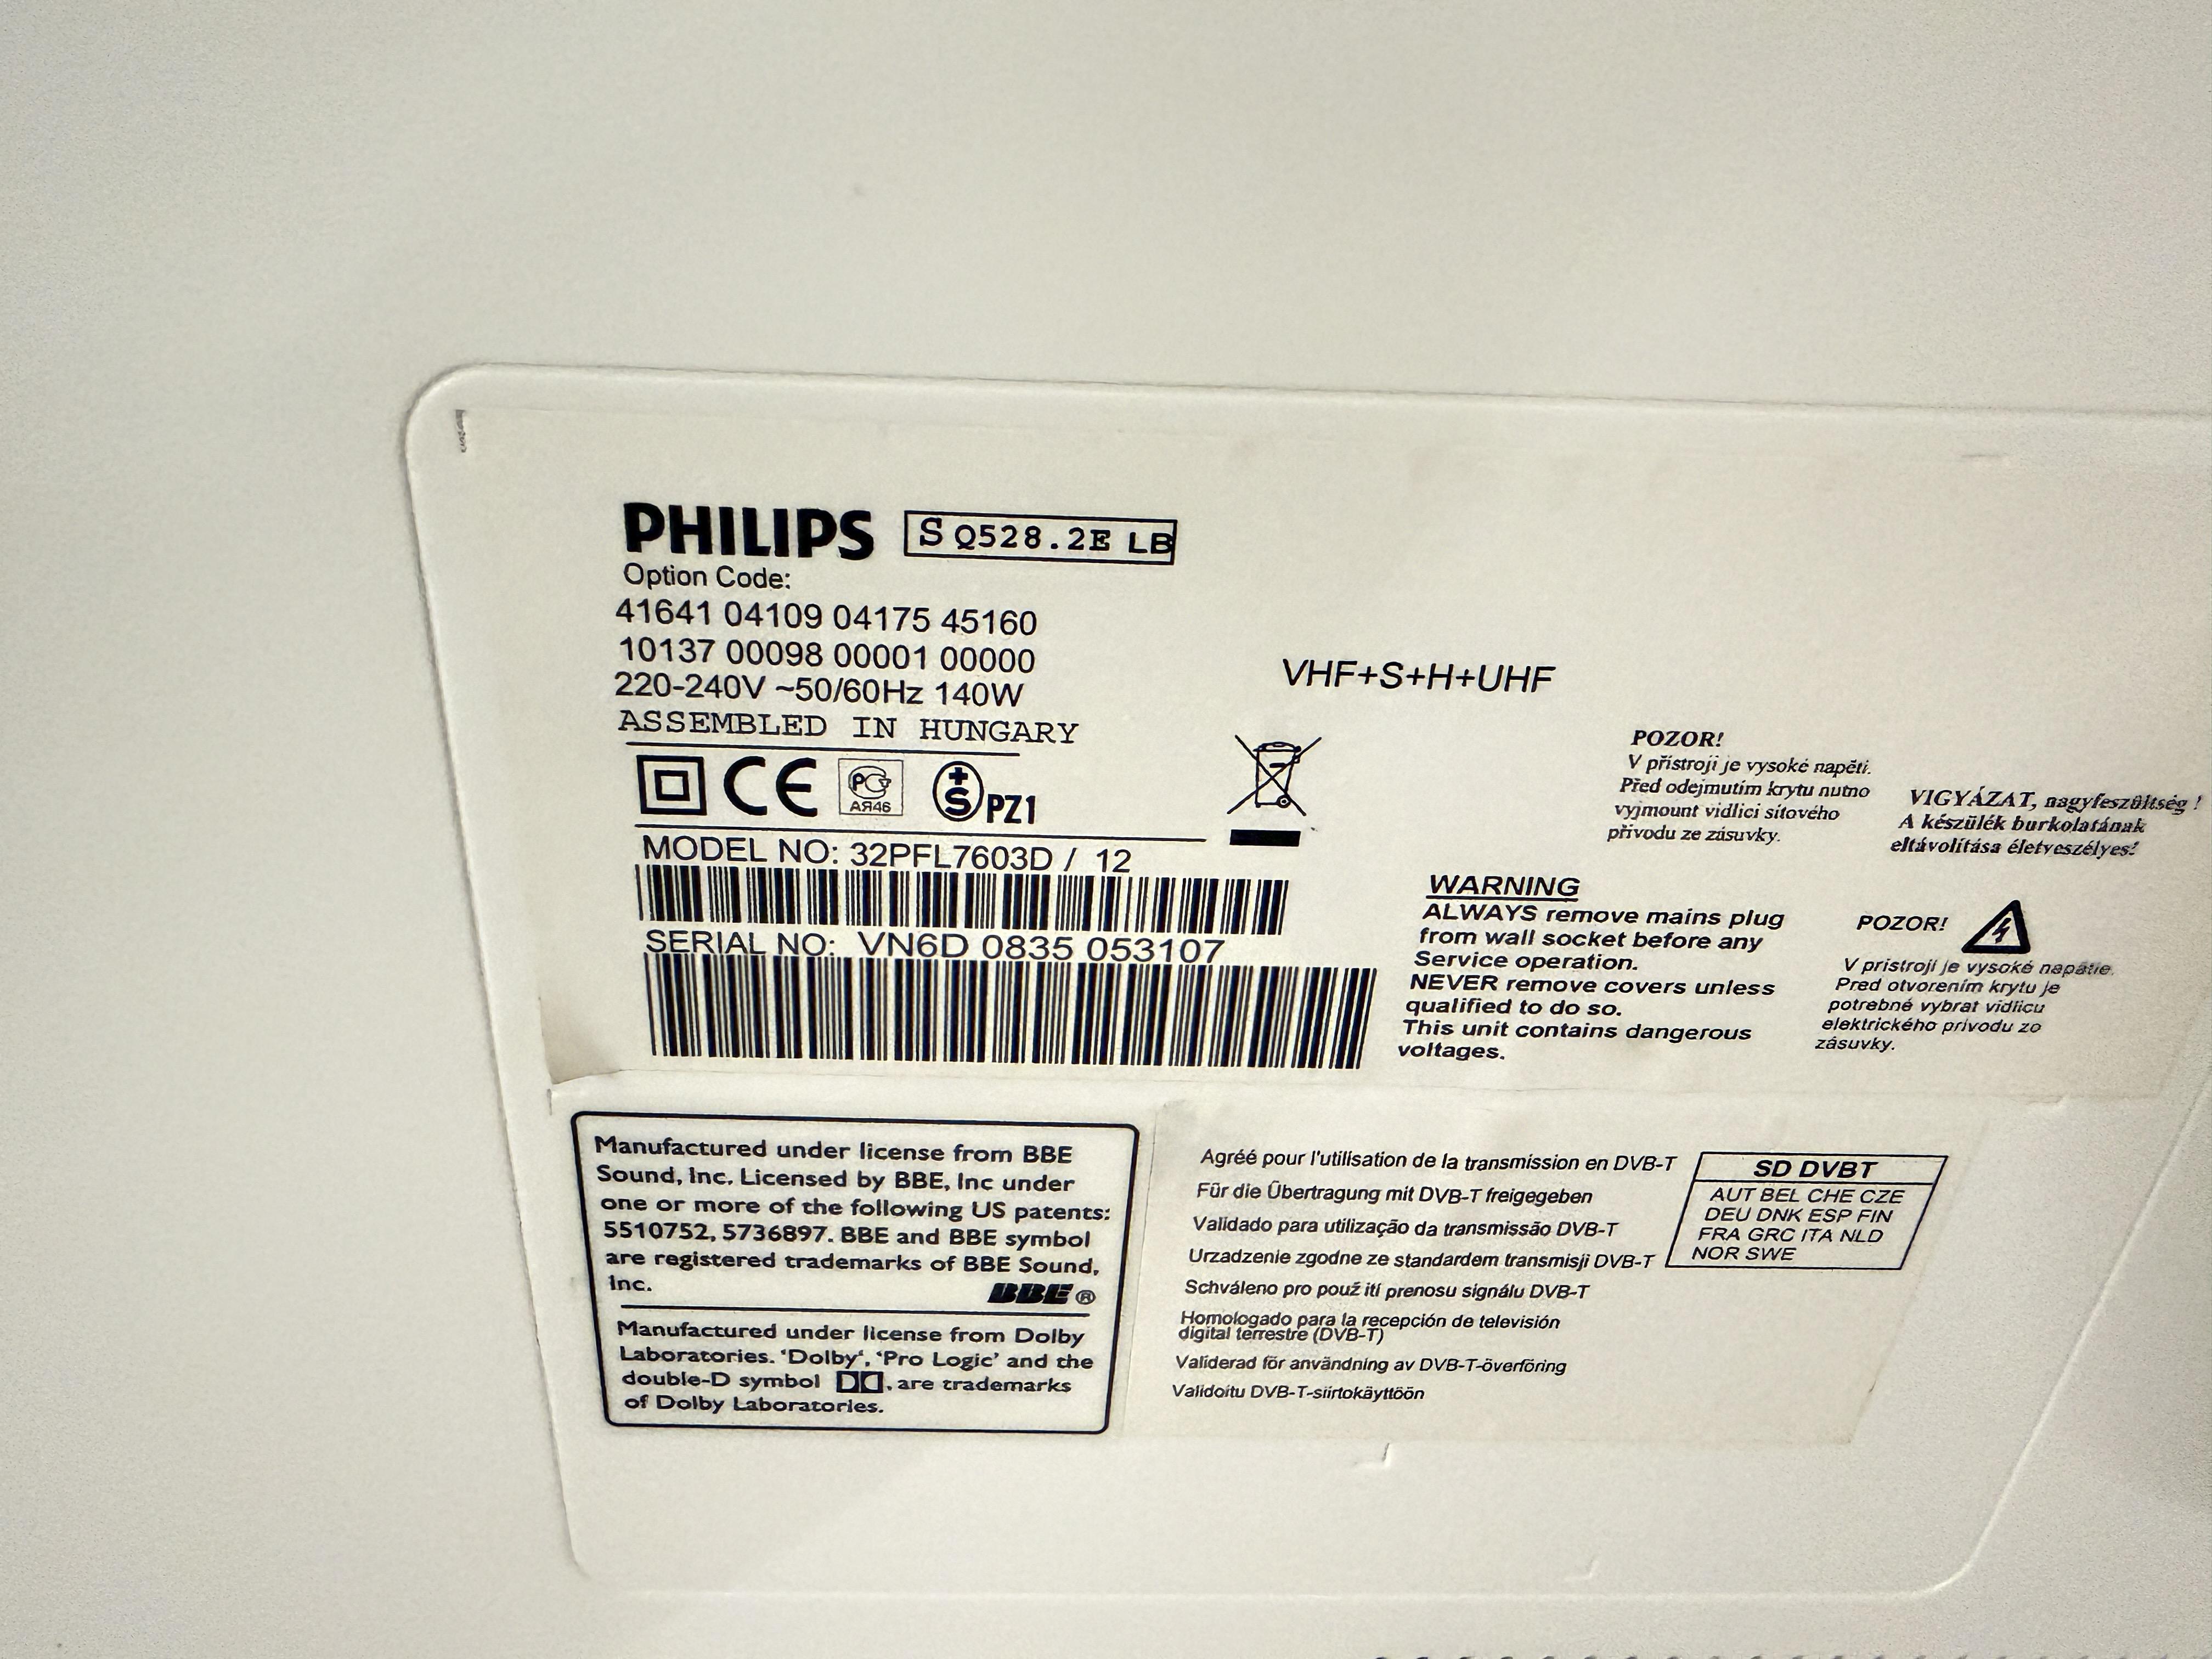 PHILIPS S Q528.2E LB
Option Code:
41641 04109 04175 45160
10137 00098 00001 00000
220-240V ~50/60Hz 140W
ASSEMBLED IN HUNGARY
CE PG АЯ46 +S PZ1
MODEL NO: 32PFL7603D / 12
SERIAL NO: VN6D 0835 053107
VHF+S+H+UHF
POZOR!
V přístroji je vysoké napětí.
Před odejmutím krytu nutno
vyjmount vidlici sítového
přívodu ze zásuvky.
VIGYÁZAT, nagyfeszültség !
A készülék burkolatának
eltávolítása életveszélyes!
WARNING
ALWAYS remove mains plug
from wall socket before any
Service operation.
NEVER remove covers unless
qualified to do so.
This unit contains dangerous
voltages.
POZOR!
V prístroji je vysoké napätie.
Pred otvorením krytu je
potrebné vybrat vidlicu
elektrického prívodu zo
zásuvky.
Manufactured under license from BBE
Sound, Inc. Licensed by BBE, Inc under
one or more of the following US patents:
5510752, 5736897. BBE and BBE symbol
are registered trademarks of BBE Sound,
Inc.
BBE ®
Manufactured under license from Dolby
Laboratories. 'Dolby', 'Pro Logic' and the
double-D symbol , are trademarks
of Dolby Laboratories.
Agréé pour l'utilisation de la transmission en DVB-T
Für die Übertragung mit DVB-T freigegeben
Validado para utilização da transmissão DVB-T
Urzadzenie zgodne ze standardem transmisji DVB-T
Schváleno pro použ ití prenosu signálu DVB-T
Homologado para la recepción de televisión
digital terrestre (DVB-T)
Validerad för användning av DVB-T-överföring
Validoitu DVB-T-siirtokäyttöön
SD DVBT
AUT BEL CHE CZE
DEU DNK ESP FIN
FRA GRC ITA NLD
NOR SWE